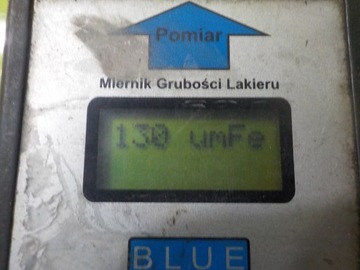 Pomiar
Miernik Grubości Lakieru
130 umFe
BLUE